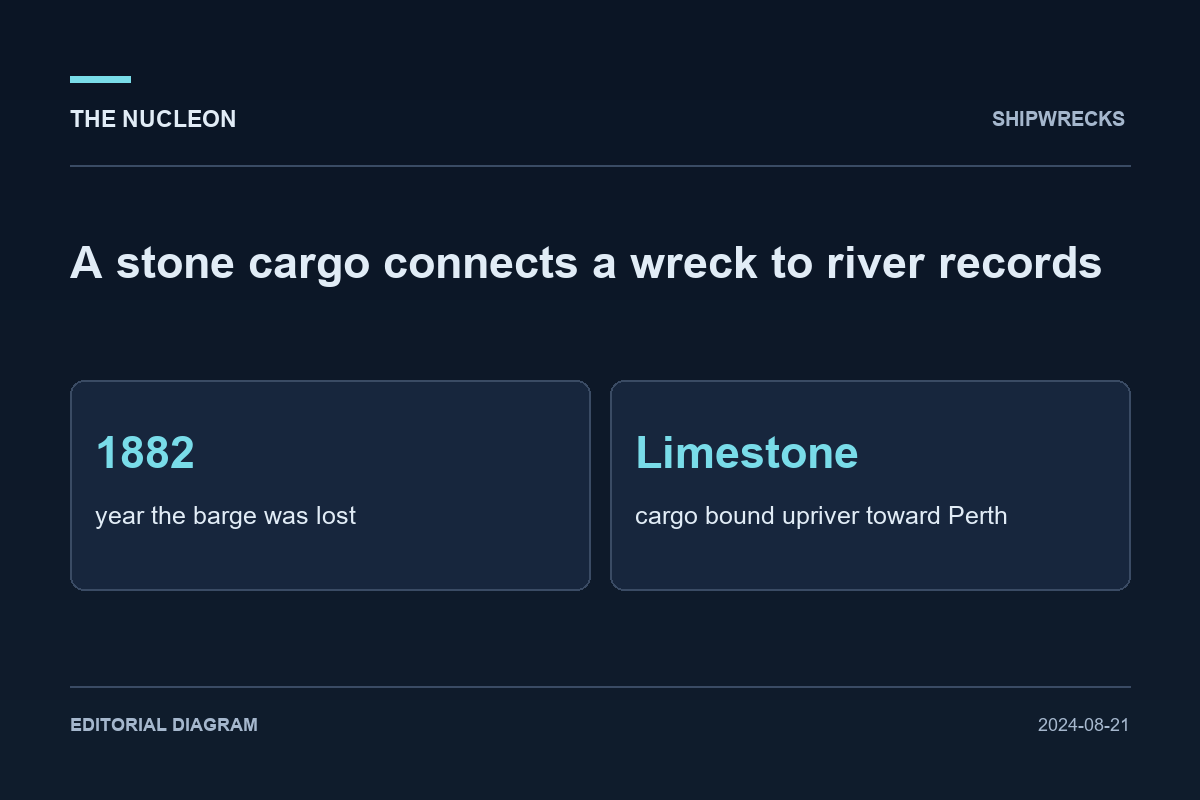 THE NUCLEON
SHIPWRECKS
A stone cargo connects a wreck to river records
1882
year the barge was lost
Limestone
cargo bound upriver toward Perth
EDITORIAL DIAGRAM
2024-08-21